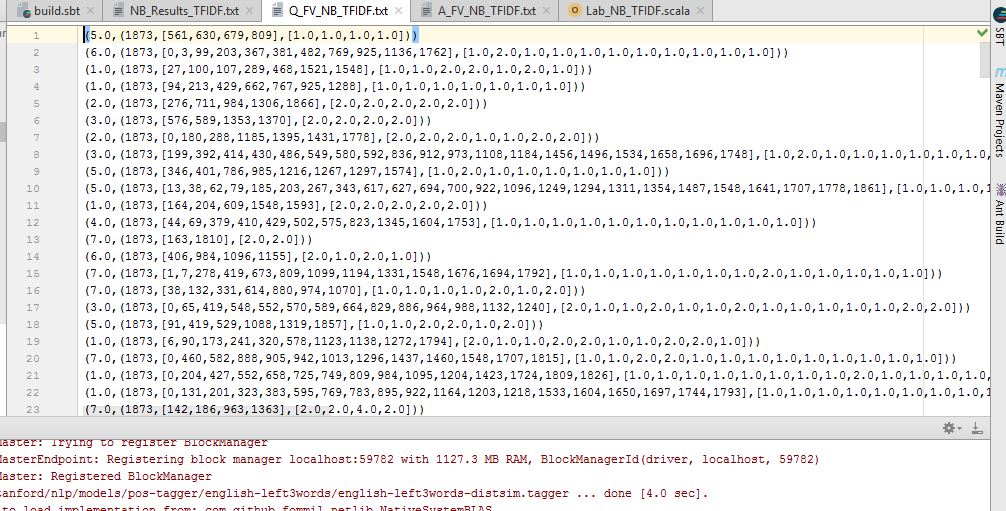 build.sbt NB_Results_TFIDF.txt Q_FV_NB_TFIDF.txt A_FV_NB_TFIDF.txt Lab_NB_TFIDF.scala
1 (5.0,(1873,[561,630,679,809],[1.0,1.0,1.0,1.0]))
2 (6.0,(1873,[0,3,99,203,367,381,482,769,925,1136,1762],[1.0,2.0,1.0,1.0,1.0,1.0,1.0,1.0,1.0,1.0,1.0]))
3 (1.0,(1873,[27,100,107,289,468,1521,1548],[1.0,1.0,2.0,2.0,1.0,2.0,1.0]))
4 (1.0,(1873,[94,213,429,662,767,925,1288],[1.0,1.0,1.0,1.0,1.0,1.0,1.0]))
5 (2.0,(1873,[276,711,984,1306,1866],[2.0,2.0,2.0,2.0,2.0]))
6 (3.0,(1873,[576,589,1353,1370],[2.0,2.0,2.0,2.0]))
7 (2.0,(1873,[0,180,288,1185,1395,1431,1778],[2.0,2.0,2.0,1.0,1.0,2.0,2.0]))
8 (3.0,(1873,[199,392,414,430,486,549,580,592,836,912,973,1108,1184,1456,1496,1534,1658,1696,1748],[1.0,2.0,1.0,1.0,1.0,1.0,1.0,1.0,
9 (5.0,(1873,[346,401,786,985,1216,1267,1297,1574],[1.0,2.0,1.0,1.0,1.0,1.0,1.0,1.0]))
10 (5.0,(1873,[13,38,62,79,185,203,267,343,617,627,694,700,922,1096,1249,1294,1311,1354,1487,1548,1641,1707,1778,1861],[1.0,1.0,1.0,1
11 (1.0,(1873,[164,204,609,1548,1593],[2.0,2.0,2.0,2.0,2.0]))
12 (4.0,(1873,[44,69,379,410,429,502,575,823,1345,1604,1753],[1.0,1.0,1.0,1.0,1.0,1.0,1.0,1.0,1.0,1.0,1.0]))
13 (7.0,(1873,[163,1810],[2.0,2.0]))
14 (6.0,(1873,[406,984,1096,1155],[2.0,1.0,2.0,1.0]))
15 (7.0,(1873,[1,7,278,419,673,809,1099,1194,1331,1548,1676,1694,1792],[1.0,1.0,1.0,1.0,1.0,1.0,1.0,2.0,1.0,1.0,1.0,1.0,1.0]))
16 (7.0,(1873,[38,132,331,614,880,974,1070],[1.0,1.0,1.0,1.0,2.0,1.0,2.0]))
17 (3.0,(1873,[0,65,419,548,552,570,589,664,829,886,964,988,1132,1240],[2.0,1.0,1.0,2.0,1.0,2.0,1.0,1.0,1.0,1.0,1.0,1.0,2.0,2.0]))
18 (5.0,(1873,[91,419,529,1088,1319,1857],[1.0,1.0,2.0,2.0,1.0,2.0]))
19 (1.0,(1873,[6,90,173,241,320,578,1123,1138,1272,1794],[2.0,1.0,1.0,2.0,2.0,1.0,1.0,2.0,1.0,1.0]))
20 (7.0,(1873,[0,460,582,888,905,942,1013,1296,1437,1460,1548,1707,1815],[1.0,1.0,2.0,1.0,1.0,1.0,1.0,1.0,1.0,1.0,1.0,1.0,1.0]))
21 (1.0,(1873,[0,204,427,552,658,725,749,809,984,1095,1204,1423,1724,1809,1826],[1.0,1.0,1.0,1.0,1.0,1.0,1.0,1.0,2.0,1.0,1.0,1.0,1.0,
22 (1.0,(1873,[0,131,201,323,383,595,769,783,895,922,1164,1203,1218,1533,1604,1650,1697,1744,1793],[1.0,1.0,1.0,1.0,1.0,1.0,1.0,1.0,1
23 (7.0,(1873,[142,186,963,1363],[2.0,2.0,4.0,2.0]))
SBT
Maven Projects
Ant Build
Master: Trying to register BlockManager
MasterEndpoint: Registering block manager localhost:59782 with 1127.3 MB RAM, BlockManagerId(driver, localhost, 59782)
Master: Registered BlockManager
anford/nlp/models/pos-tagger/english-left3words/english-left3words-distsim.tagger ... done [4.0 sec].
to load implementation from: com.github.fommil.netlib.NativeSystemBLAS